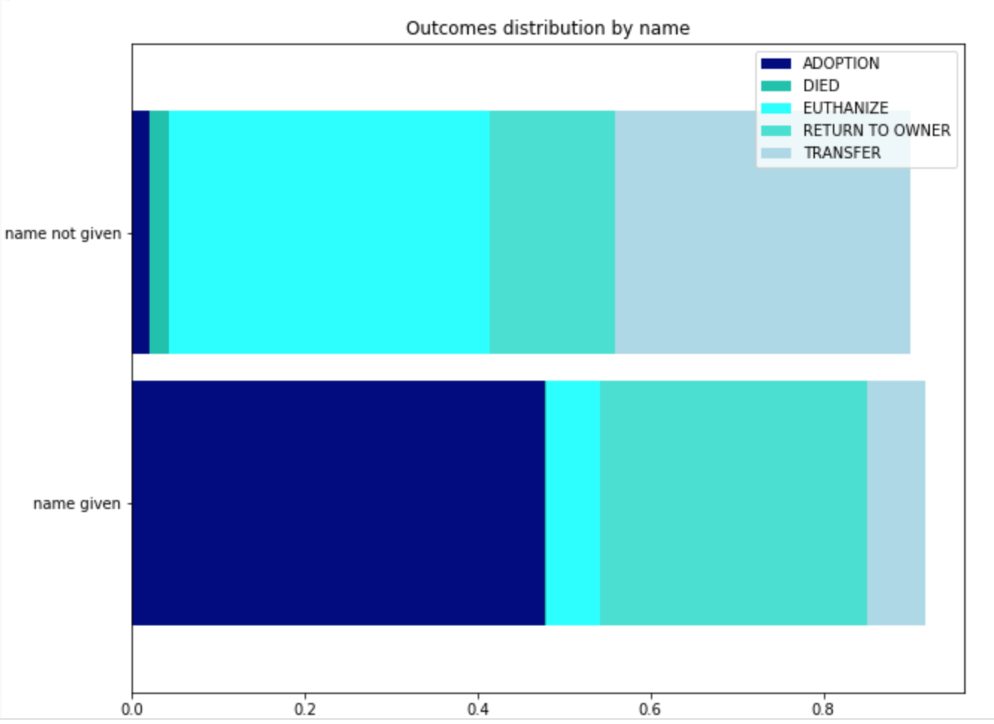 Outcomes distribution by name
ADOPTION
DIED
EUTHANIZE
RETURN TO OWNER
TRANSFER
name not given
name given
0.0 0.2 0.4 0.6 0.8